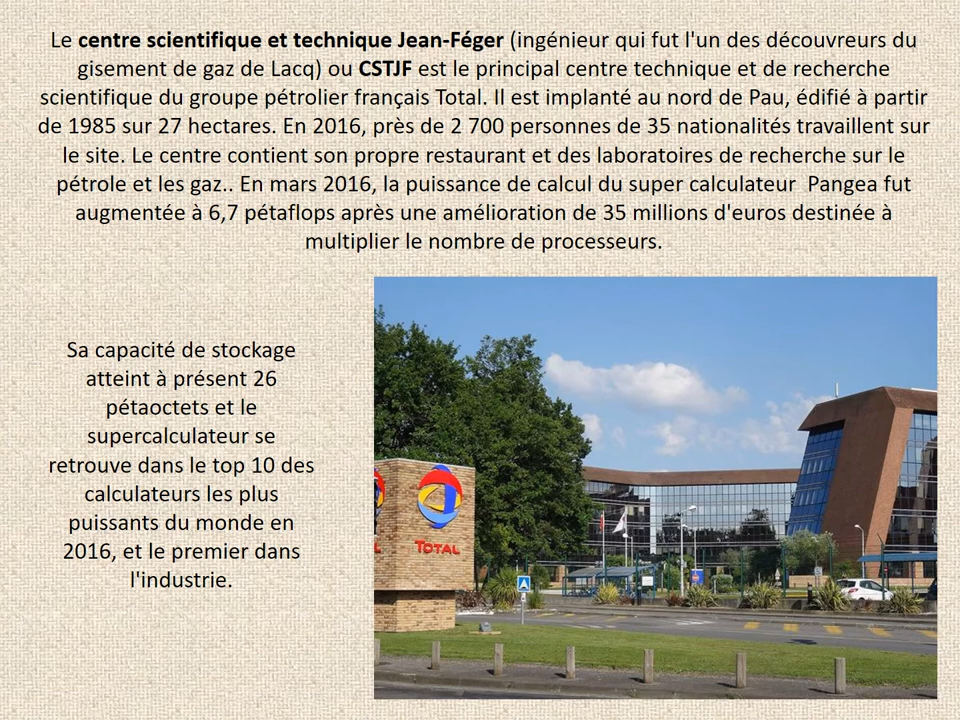 Le centre scientifique et technique Jean-Féger (ingénieur qui fut l'un des découvreurs du
gisement de gaz de Lacq) ou CSTJF est le principal centre technique et de recherche
scientifique du groupe pétrolier français Total. Il est implanté au nord de Pau, édifié à partir
de 1985 sur 27 hectares. En 2016, près de 2 700 personnes de 35 nationalités travaillent sur
le site. Le centre contient son propre restaurant et des laboratoires de recherche sur le
pétrole et les gaz.. En mars 2016, la puissance de calcul du super calculateur  Pangea fut
augmentée à 6,7 pétaflops après une amélioration de 35 millions d'euros destinée à
multiplier le nombre de processeurs.
Sa capacité de stockage
atteint à présent 26
pétaoctets et le
supercalculateur se
retrouve dans le top 10 des
calculateurs les plus
puissants du monde en
2016, et le premier dans
l'industrie.
TOTAL